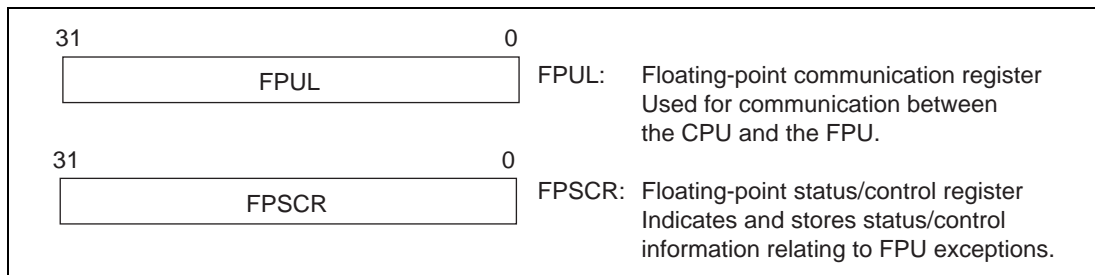 31 0
FPUL
FPUL: Floating-point communication register
Used for communication between
the CPU and the FPU.
31 0
FPSCR
FPSCR: Floating-point status/control register
Indicates and stores status/control
information relating to FPU exceptions.